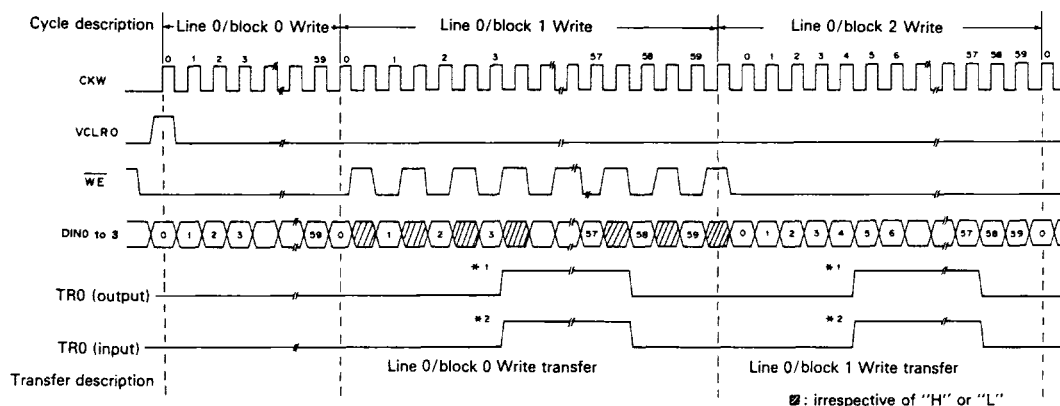 Cycle description Line 0/block 0 Write Line 0/block 1 Write Line 0/block 2 Write
0 1 2 3 59 0 1 2 3 57 58 59 0 1 2 3 4 5 6 57 58 59 0
CKW
VCLR0
WE
DIN0 to 3 0 1 2 3 59 0 1 2 3 57 58 59 0 1 2 3 4 5 6 57 58 59 0
*1 *1
TR0 (output)
*2 *2
TR0 (input)
Line 0/block 0 Write transfer Line 0/block 1 Write transfer
Transfer description
: irrespective of "H" or "L"